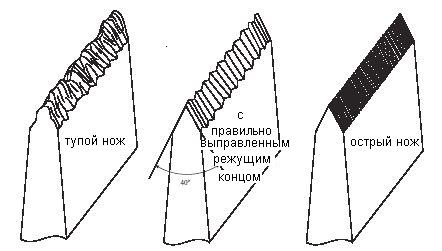 тупой нож
с
правильно
выправленным
режущим
концом
40°
острый нож